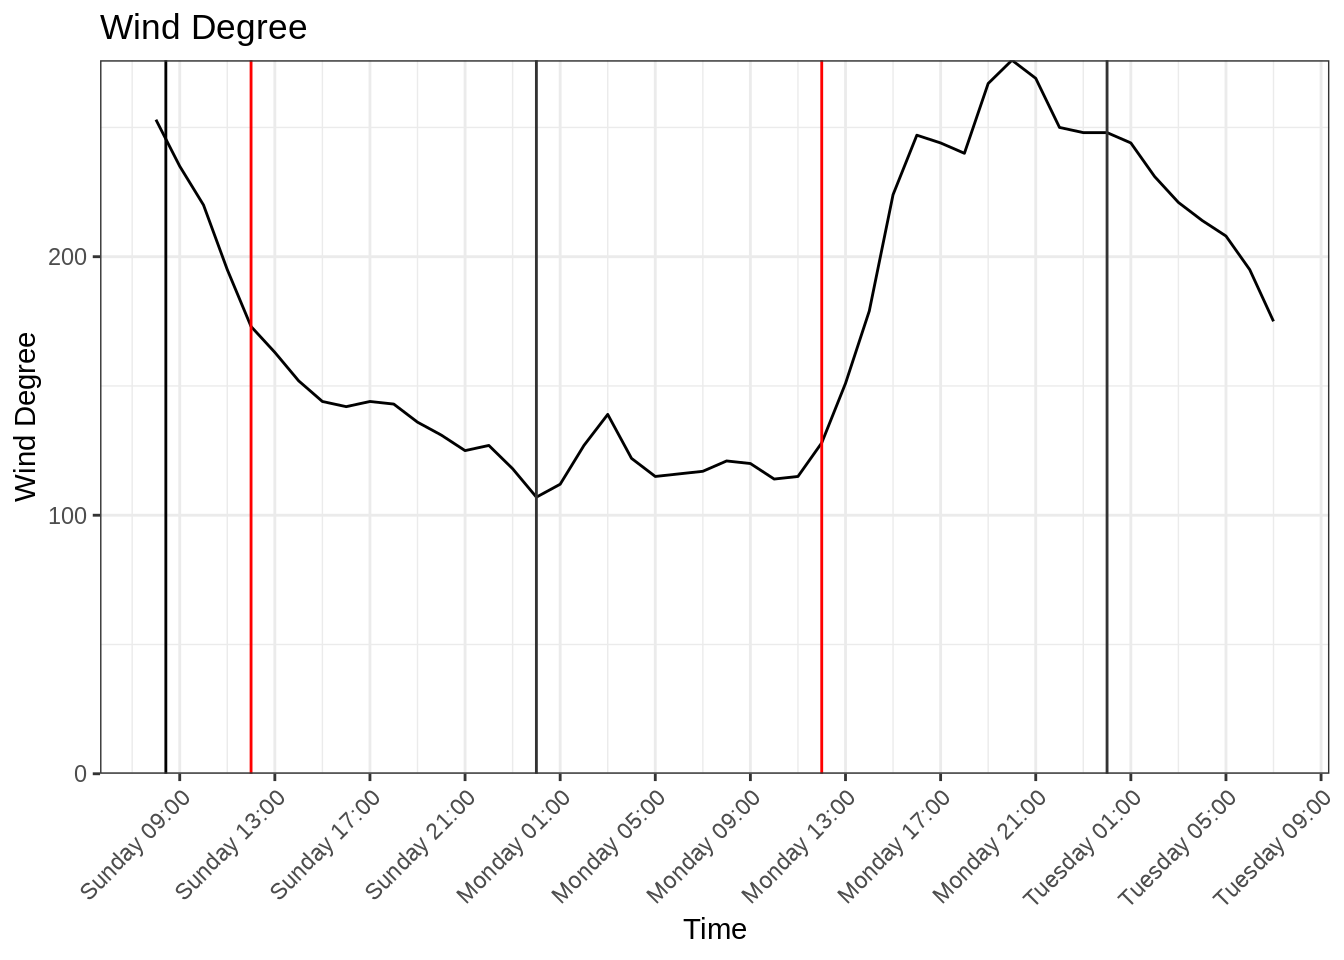 Wind Degree
Wind Degree
200
100
0
Sunday 09:00
Sunday 13:00
Sunday 17:00
Sunday 21:00
Monday 01:00
Monday 05:00
Monday 09:00
Monday 13:00
Monday 17:00
Monday 21:00
Tuesday 01:00
Tuesday 05:00
Tuesday 09:00
Time